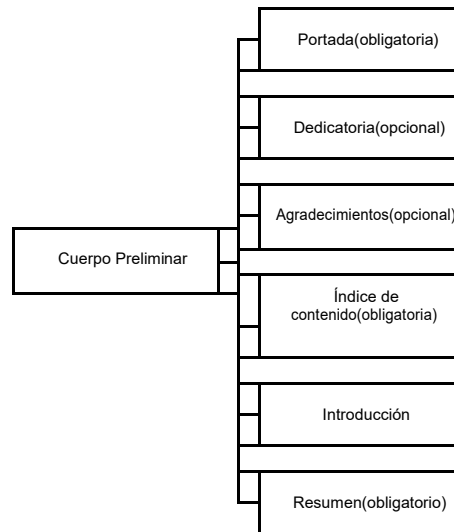 Portada(obligatoria)
Dedicatoria(opcional)
Agradecimientos(opcional)
Cuerpo Preliminar
Índice de
contenido(obligatoria)
Introducción
Resumen(obligatorio)